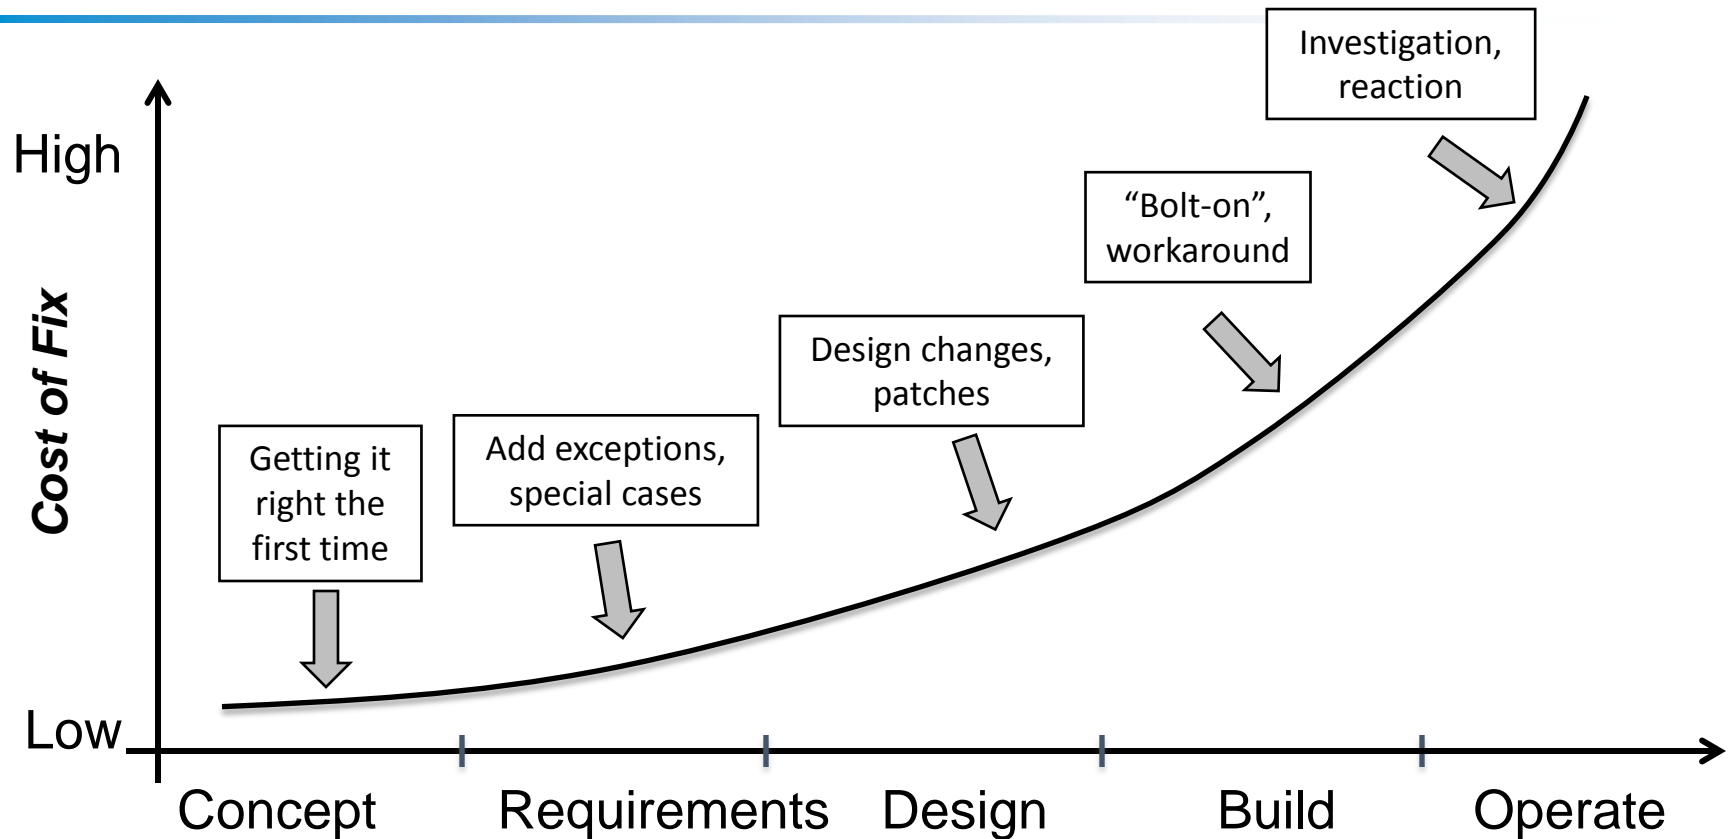 Investigation,
reaction
High
“Bolt-on”,
workaround
Cost of Fix
Design changes,
patches
Getting it
right the
first time
Add exceptions,
special cases
Low
Concept
Requirements
Design
Build
Operate